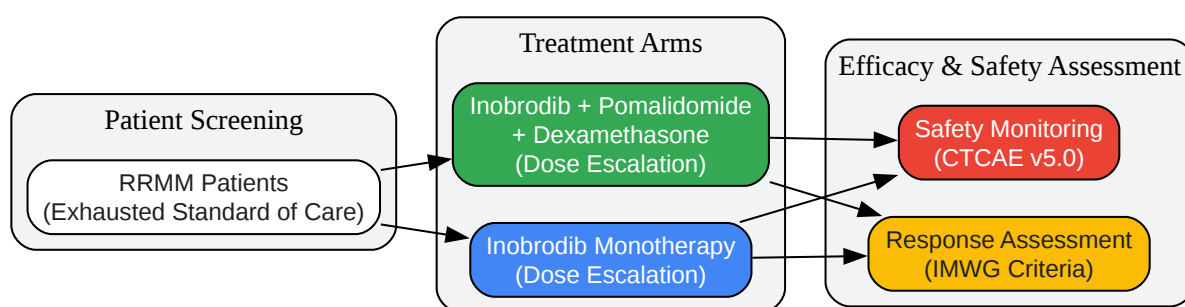 Patient Screening
RRMM Patients
(Exhausted Standard of Care)
Treatment Arms
Inobrodib + Pomalidomide
+ Dexamethasone
(Dose Escalation)
Inobrodib Monotherapy
(Dose Escalation)
Efficacy & Safety Assessment
Safety Monitoring
(CTCAE v5.0)
Response Assessment
(IMWG Criteria)